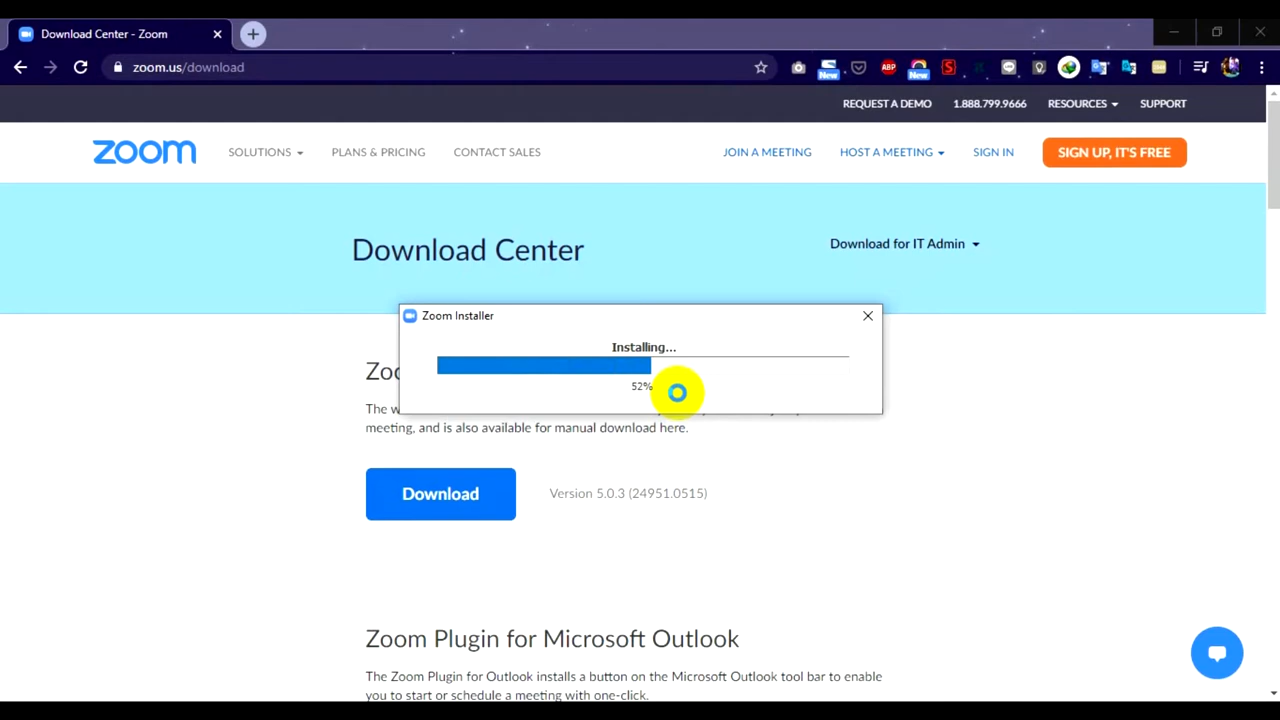 Download Center - Zoom
zoom.us/download
New
ABP
New
S
REQUEST A DEMO
1.888.799.9666
RESOURCES
SUPPORT
zoom
SOLUTIONS
PLANS & PRICING
CONTACT SALES
JOIN A MEETING
HOST A MEETING
SIGN IN
SIGN UP, IT'S FREE
Download Center
Download for IT Admin
Zoom Installer
Installing...
52%
Zoo
The w
meeting, and is also available for manual download here.
Download
Version 5.0.3 (24951.0515)
Zoom Plugin for Microsoft Outlook
The Zoom Plugin for Outlook installs a button on the Microsoft Outlook tool bar to enable
you to start or schedule a meeting with one-click.